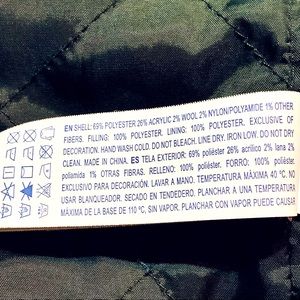 EN SHELL: 69% POLYESTER 26% ACRYLIC 2% WOOL 2% NYLON/POLYAMIDE 1% OTHER
FIBERS. FILLING: 100% POLYESTER. LINING: 100% POLYESTER, EXCLUSIVE OF
DECORATION. HAND WASH COLD. DO NOT BLEACH. LINE DRY. IRON LOW. DO NOT DRY
CLEAN. MADE IN CHINA. ES TELA EXTERIOR: 69% poliéster 26% acrílico 2% lana 2%
poliamida 1% OTRAS FIBRAS. RELLENO: 100% poliéster. FORRO: 100% poliéster,
EXCLUSIVO PARA DECORACIÓN. LAVAR A MANO. TEMPERATURA MÁXIMA 40 °C. NO
USAR BLANQUEADOR. SECADO EN TENDEDERO. PLANCHAR A UNA TEMPERATURA
MÁXIMA DE LA BASE DE 110 °C, SIN VAPOR. PLANCHAR CON VAPOR PUEDE CAUSAR